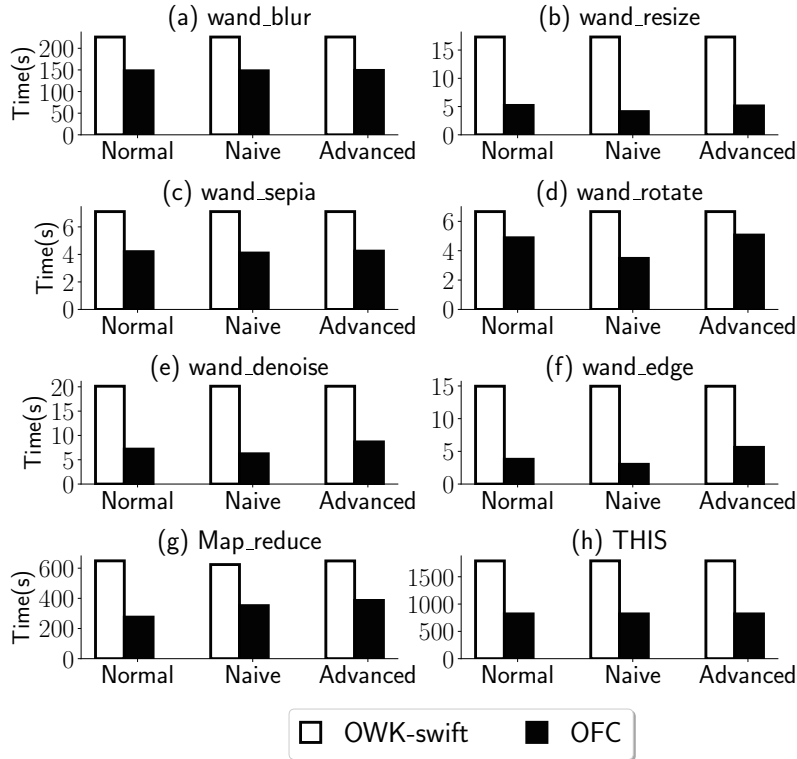 (a) wand_blur
Time(s)
200
150
100
50
0
Normal Naive Advanced
(b) wand_resize
15
10
5
0
Normal Naive Advanced
(c) wand_sepia
Time(s)
6
4
2
0
Normal Naive Advanced
(d) wand_rotate
6
4
2
0
Normal Naive Advanced
(e) wand_denoise
Time(s)
20
15
10
5
0
Normal Naive Advanced
(f) wand_edge
15
10
5
0
Normal Naive Advanced
(g) Map_reduce
Time(s)
600
400
200
0
Normal Naive Advanced
(h) THIS
1500
1000
500
0
Normal Naive Advanced
OWK-swift OFC